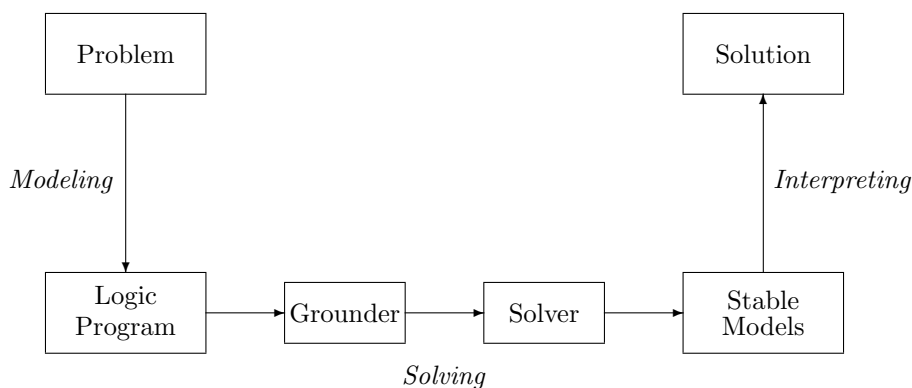 Problem
Solution
Modeling
Interpreting
Logic
Program
Grounder
Solver
Stable
Models
Solving